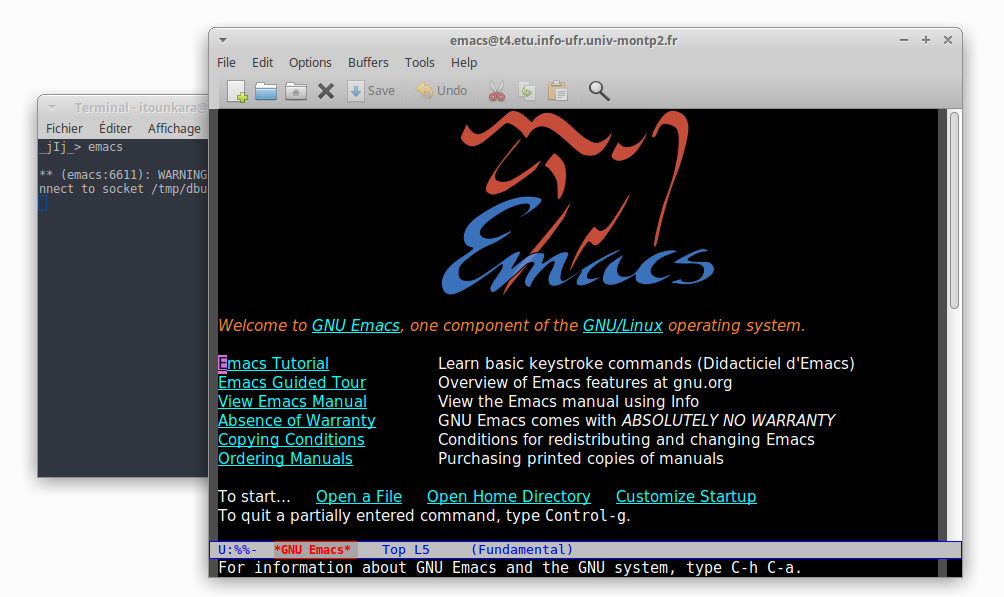 Terminal - itounkara@
Fichier Éditer Affichage
_jIj_> emacs
** (emacs:6611): WARNING
nnect to socket /tmp/dbu
emacs@t4.etu.info-ufr.univ-montp2.fr
File Edit Options Buffers Tools Help
Save Undo
Emacs
Welcome to GNU Emacs, one component of the GNU/Linux operating system.
Emacs Tutorial Learn basic keystroke commands (Didacticiel d'Emacs)
Emacs Guided Tour Overview of Emacs features at gnu.org
View Emacs Manual View the Emacs manual using Info
Absence of Warranty GNU Emacs comes with ABSOLUTELY NO WARRANTY
Copying Conditions Conditions for redistributing and changing Emacs
Ordering Manuals Purchasing printed copies of manuals
To start... Open a File Open Home Directory Customize Startup
To quit a partially entered command, type Control-g.
U:%%- *GNU Emacs* Top L5 (Fundamental)
For information about GNU Emacs and the GNU system, type C-h C-a.